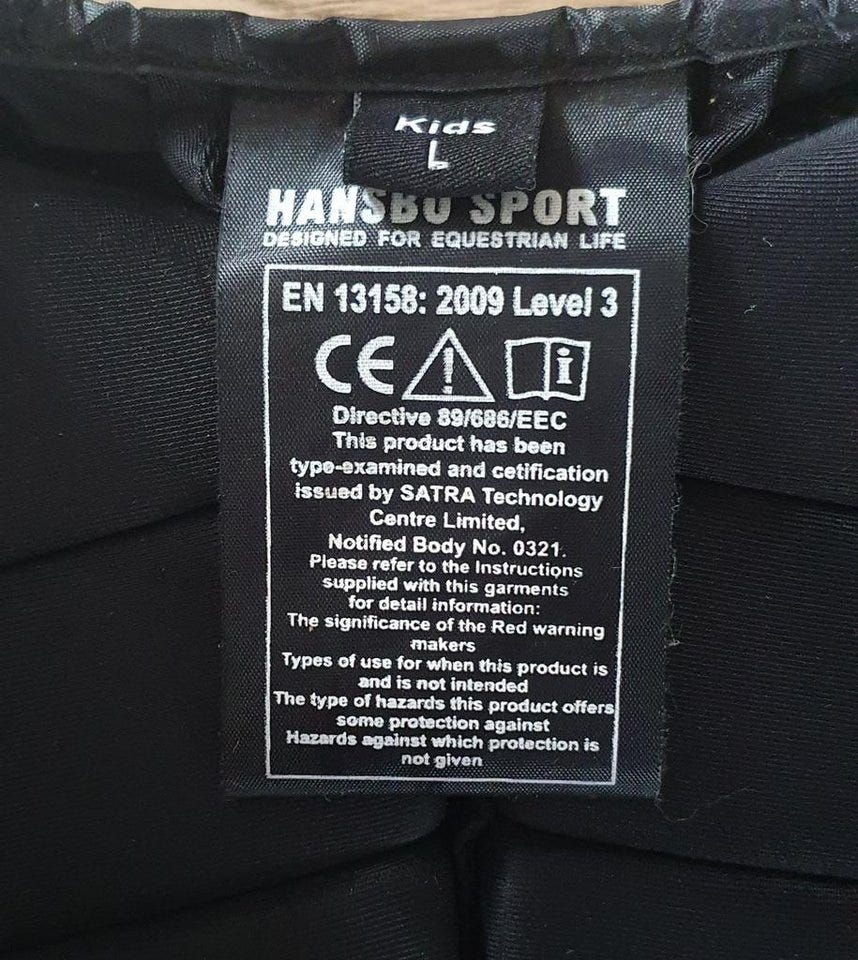 Kids
L
HANSBO SPORT
DESIGNED FOR EQUESTRIAN LIFE
EN 13158: 2009 Level 3
CE
Directive 89/686/EEC
This product has been
type-examined and cetification
issued by SATRA Technology
Centre Limited,
Notified Body No. 0321.
Please refer to the Instructions
supplied with this garments
for detail information:
The significance of the Red warning
makers
Types of use for when this product is
and is not intended
The type of hazards this product offers
some protection against
Hazards against which protection is
not given